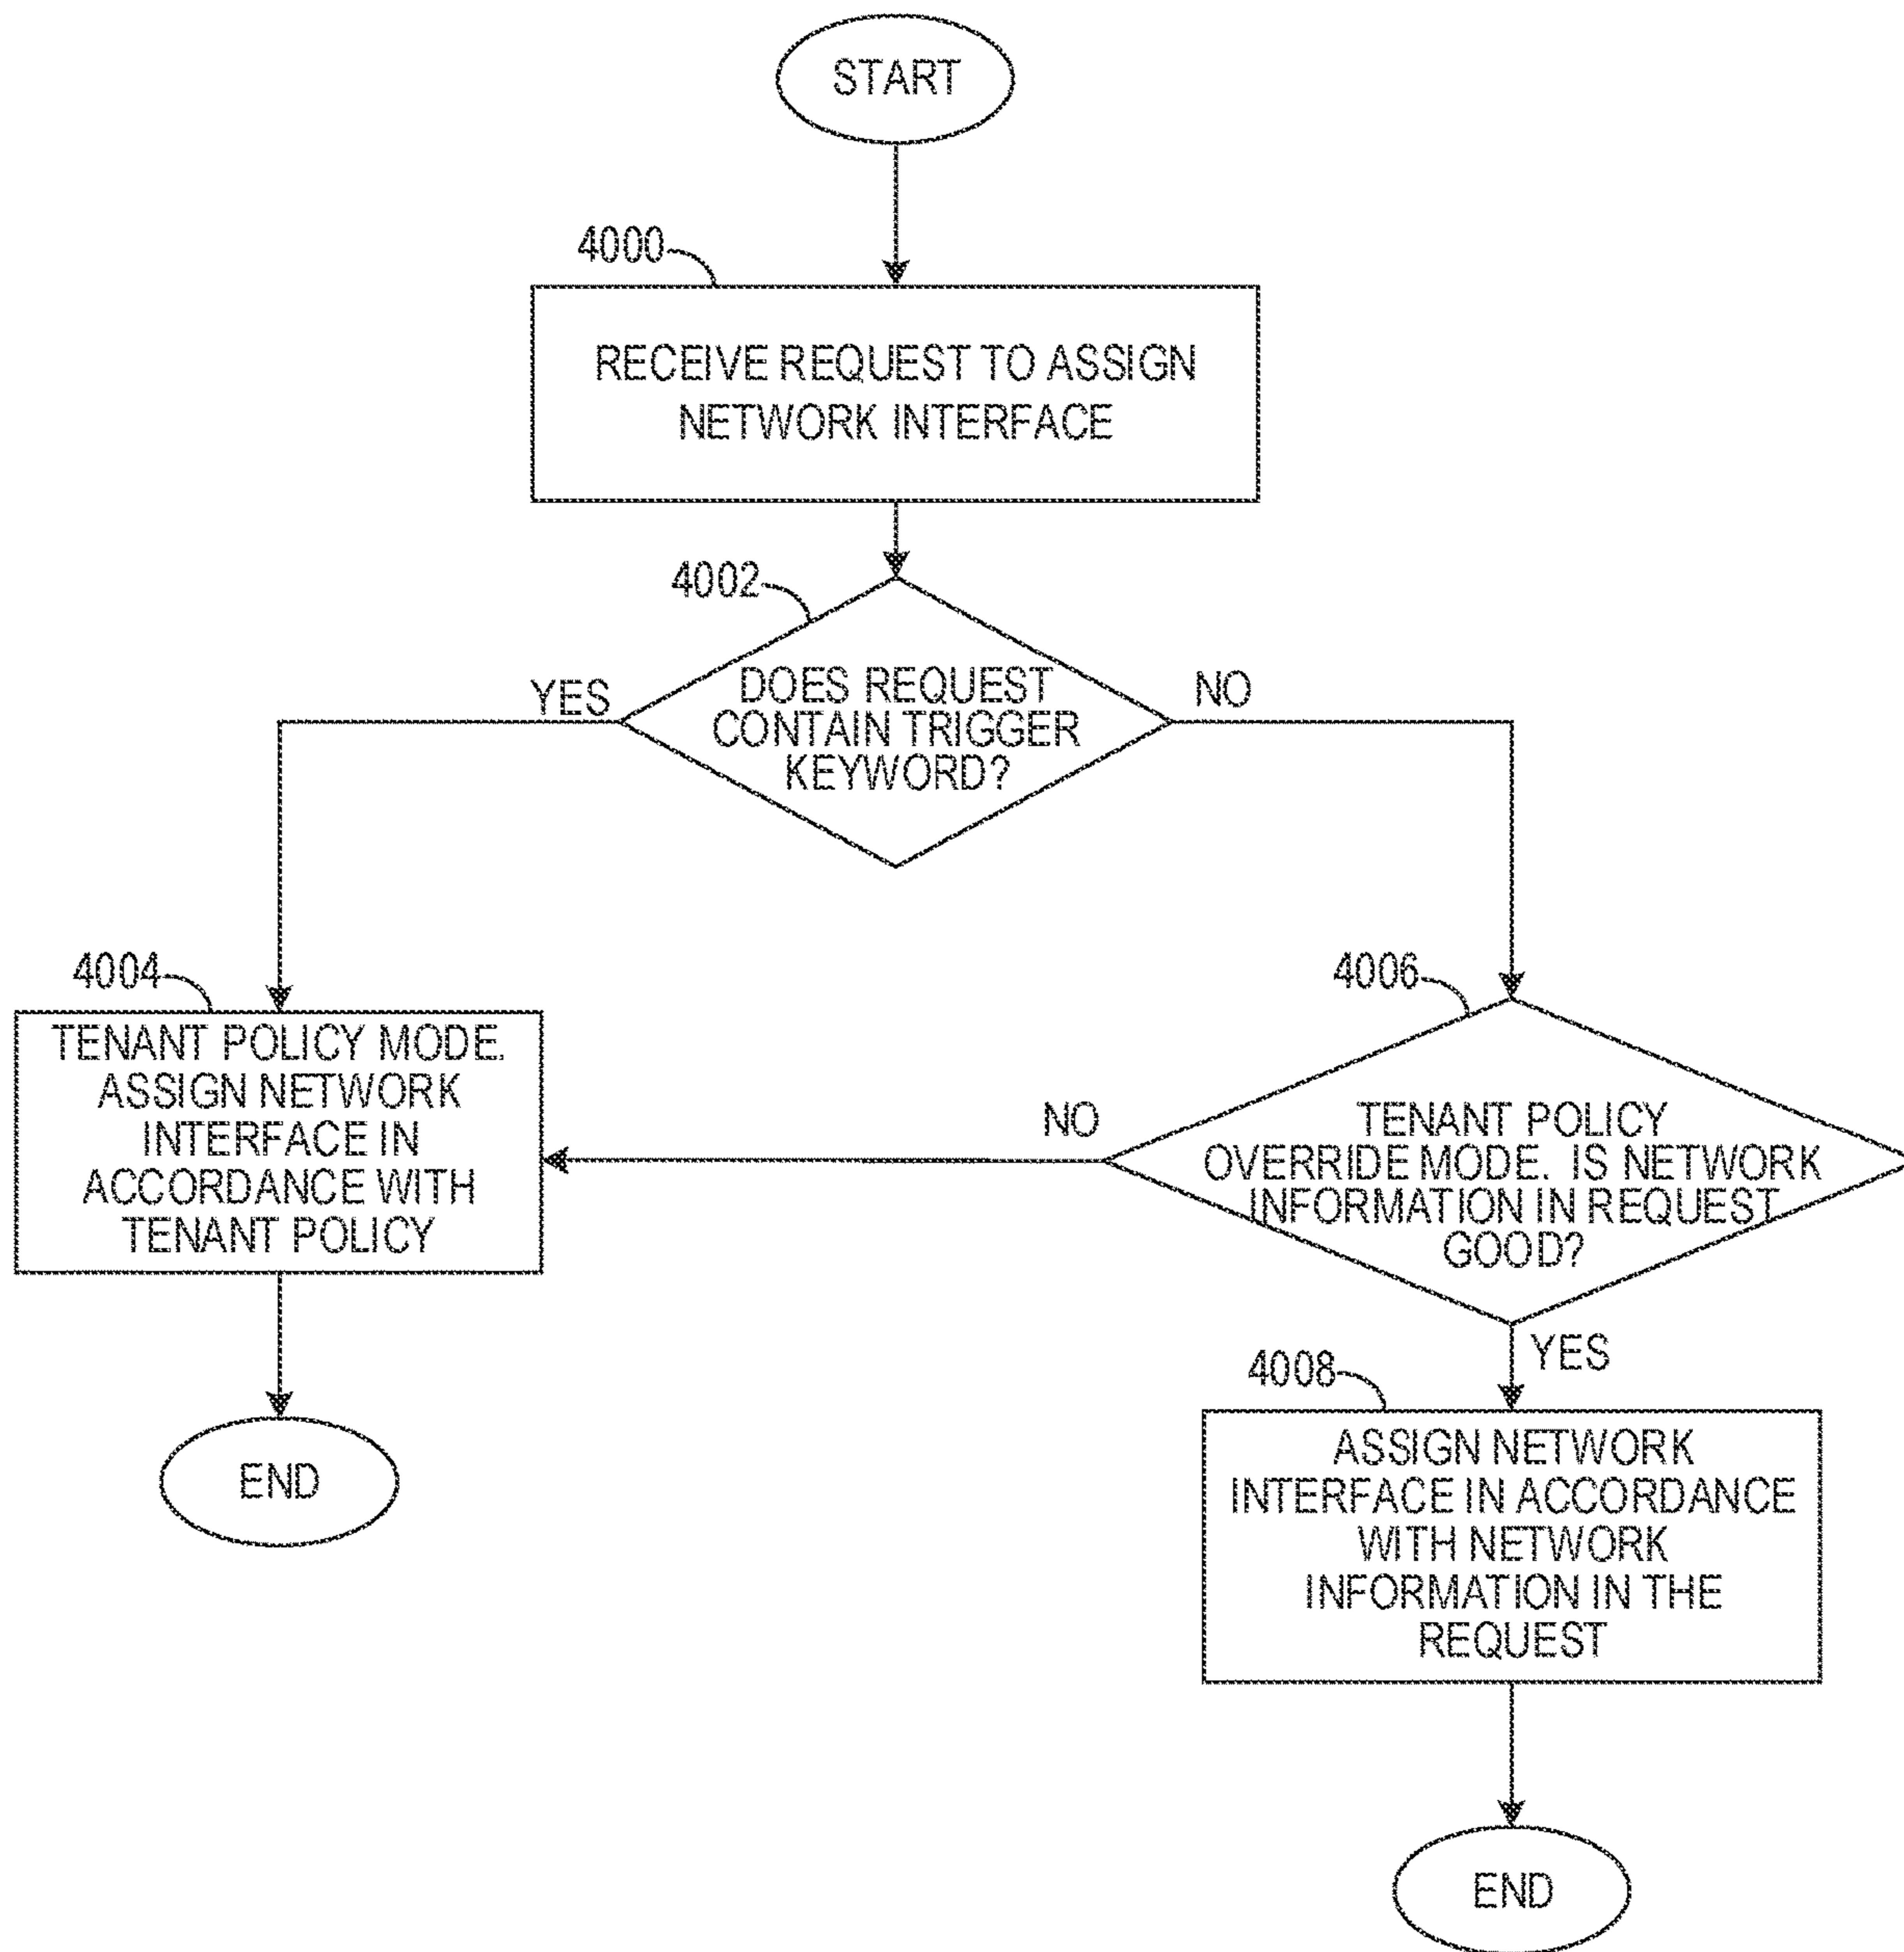 START
4000
RECEIVE REQUEST TO ASSIGN
NETWORK INTERFACE
4002
DOES REQUEST
CONTAIN TRIGGER
KEYWORD?
YES
NO
4004
TENANT POLICY MODE.
ASSIGN NETWORK
INTERFACE IN
ACCORDANCE WITH
TENANT POLICY
END
4006
TENANT POLICY
OVERRIDE MODE. IS NETWORK
INFORMATION IN REQUEST
GOOD?
NO
YES
4008
ASSIGN NETWORK
INTERFACE IN ACCORDANCE
WITH NETWORK
INFORMATION IN THE
REQUEST
END